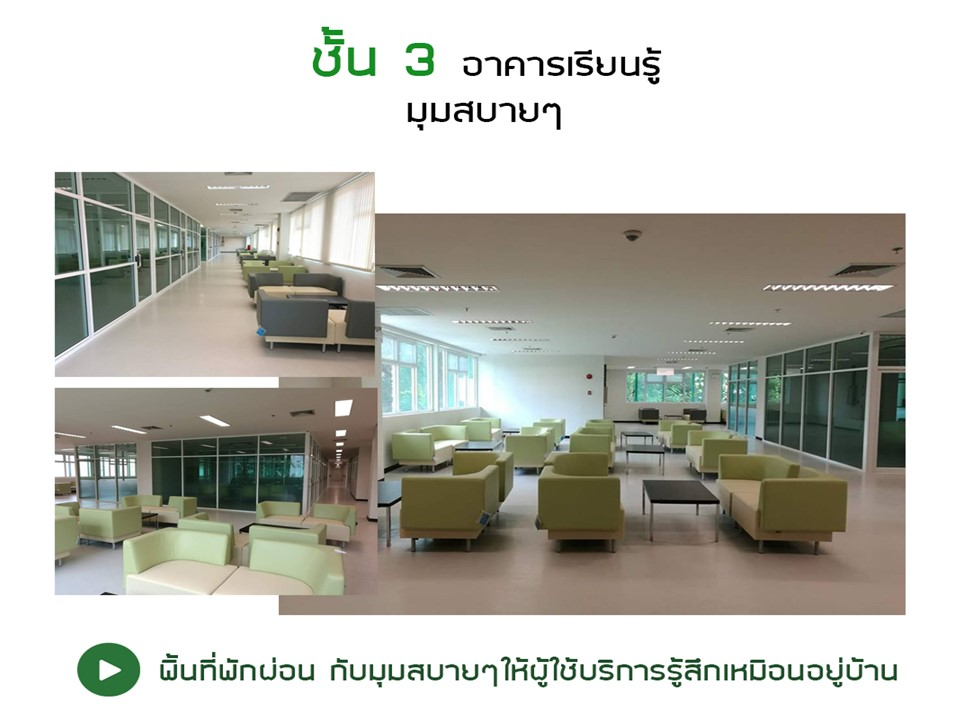 ชั้น 3 อาคารเรียนรู้
มุมสบายๆ
พื้นที่พักผ่อน กับมุมสบายๆให้ผู้ใช้บริการรู้สึกเหมือนอยู่บ้าน